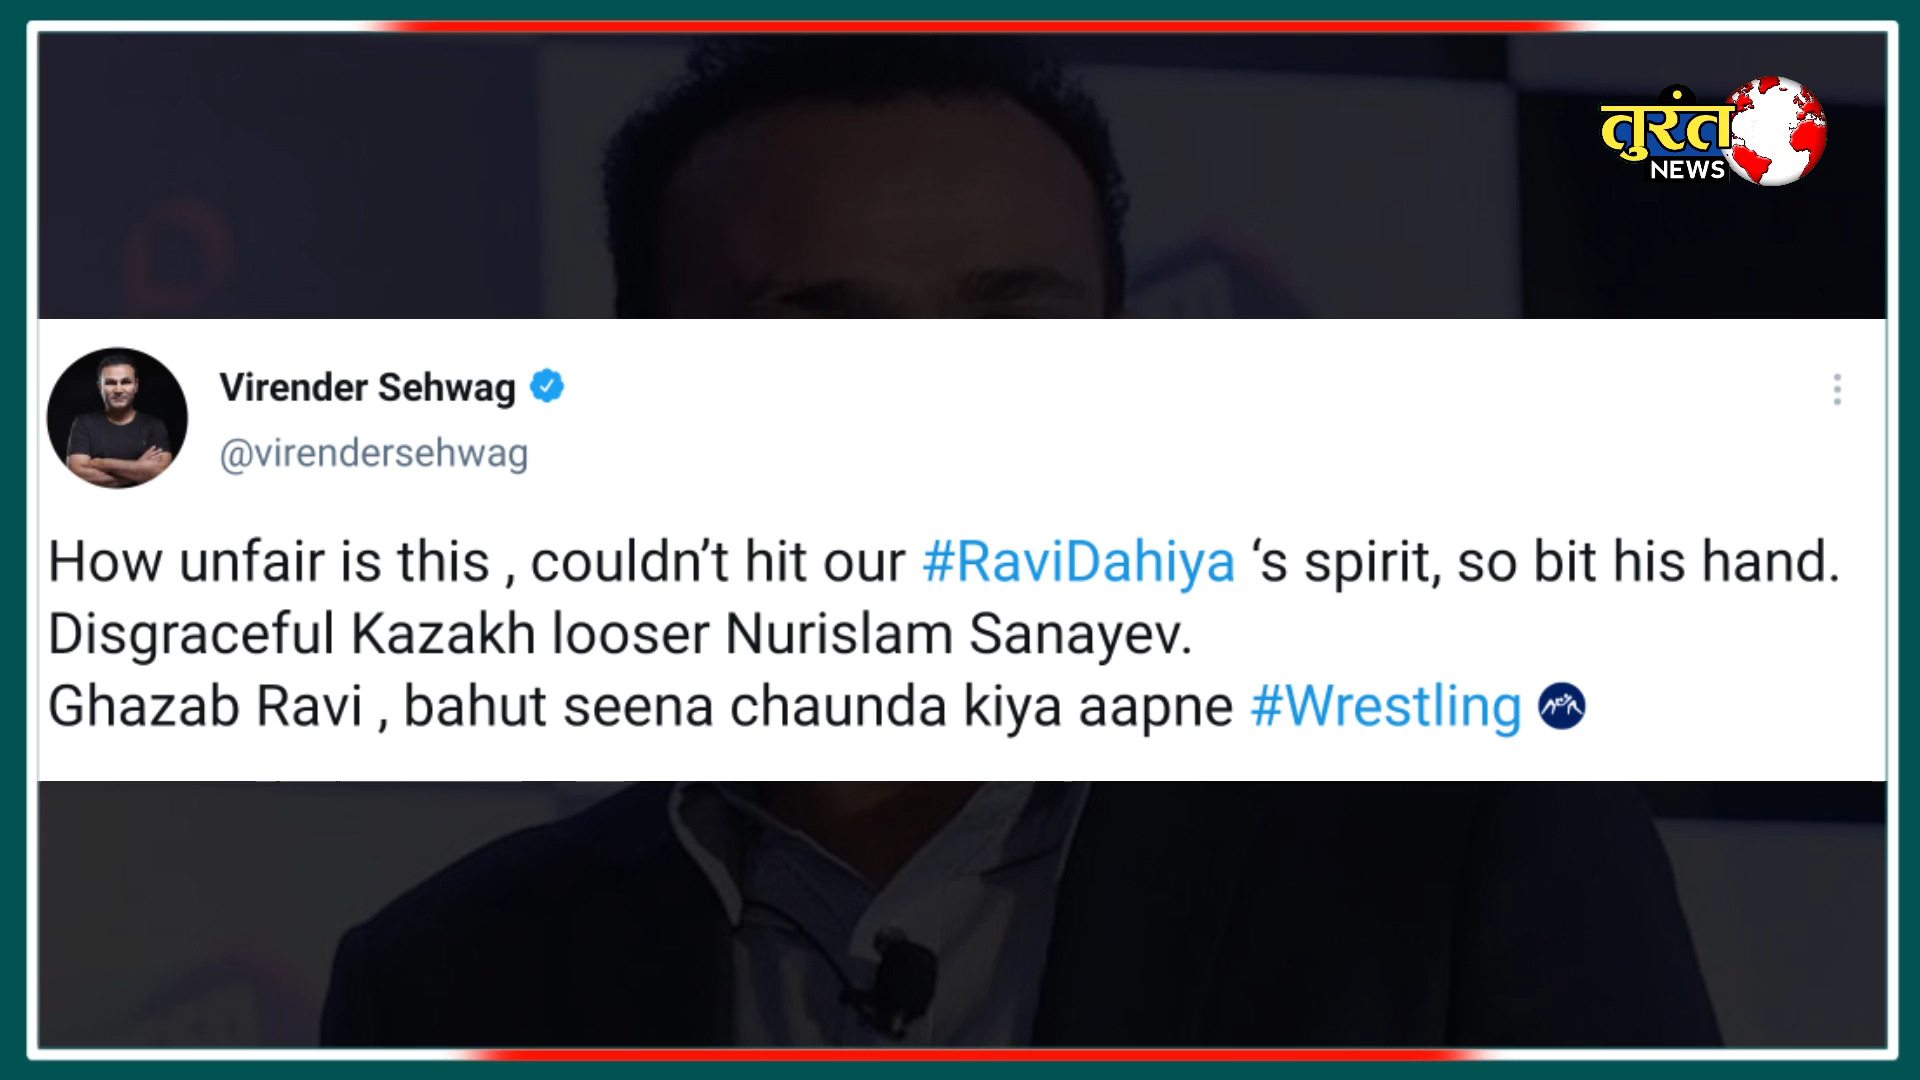 तुरंत
NEWS
Virender Sehwag
@virendersehwag
How unfair is this , couldn’t hit our #RaviDahiya ‘s spirit, so bit his hand.
Disgraceful Kazakh looser Nurislam Sanayev.
Ghazab Ravi , bahut seena chaunda kiya aapne #Wrestling